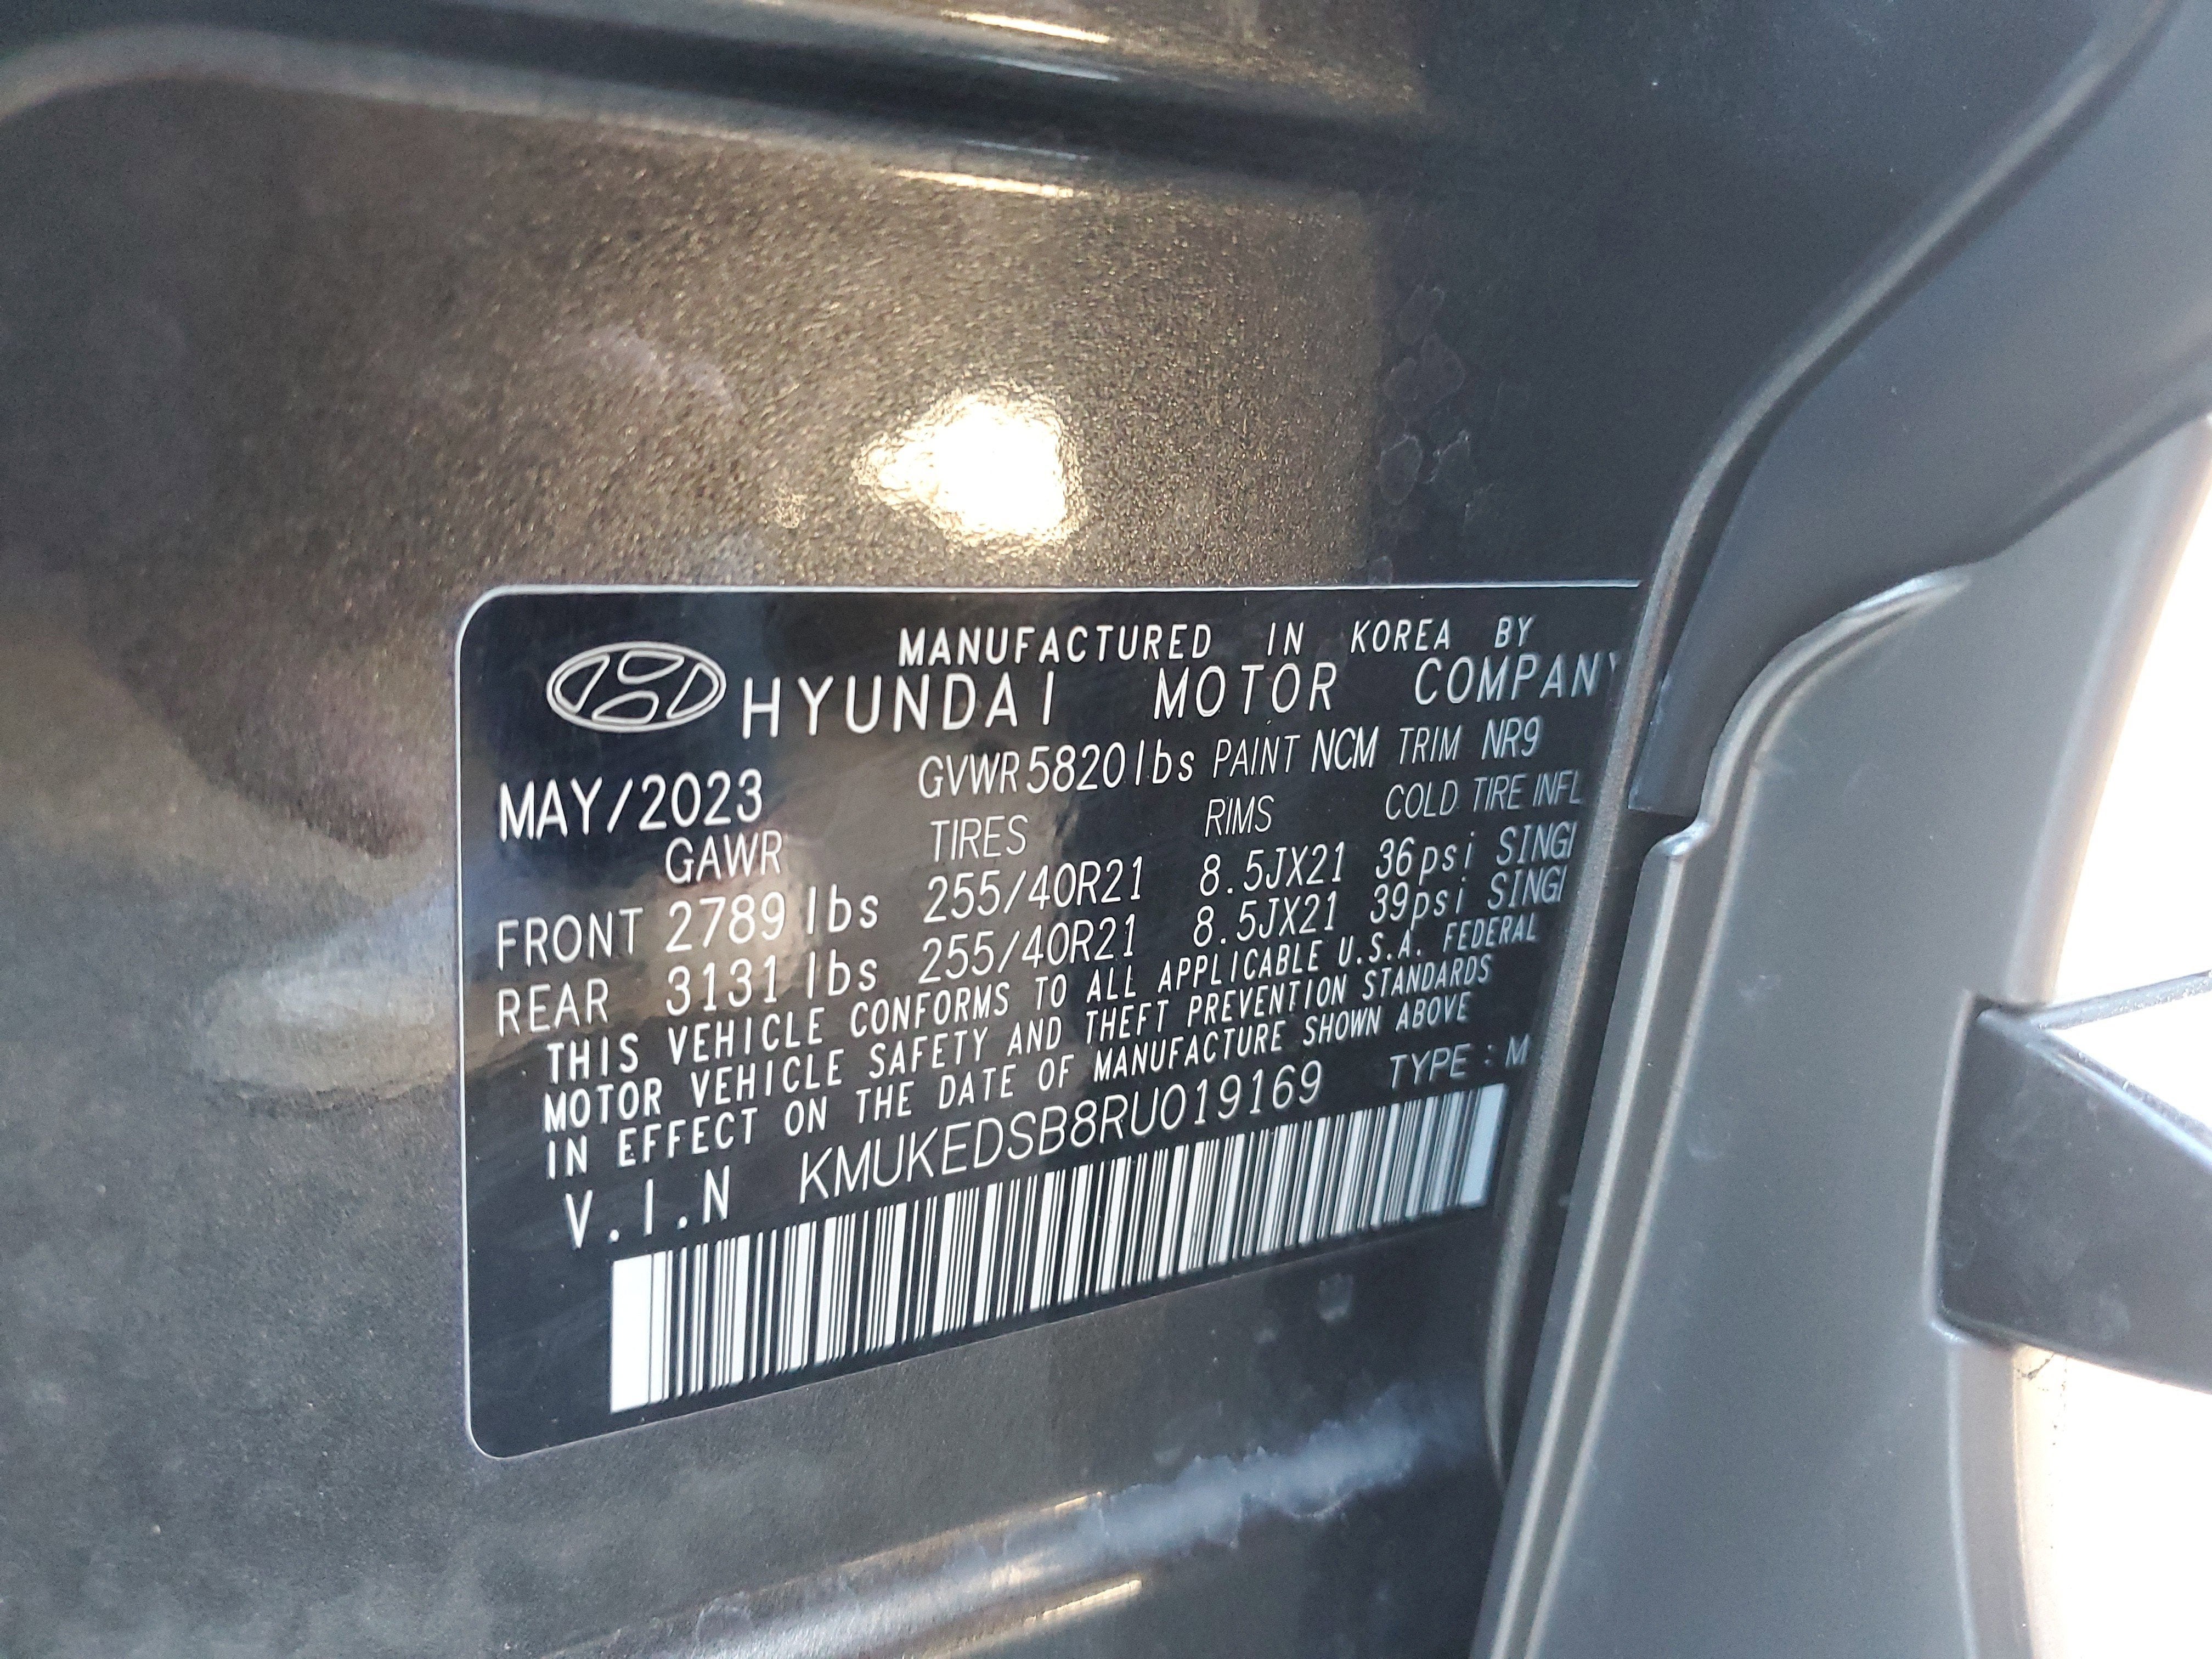 MANUFACTURED IN KOREA BY
HYUNDAI MOTOR COMPANY
MAY/2023 GVWR 5820lbs PAINT NCM TRIM NR9
GAWR TIRES RIMS COLD TIRE INFL
FRONT 2789 lbs 255/40R21 8.5JX21 36psi SINGL
REAR 3131 lbs 255/40R21 8.5JX21 39psi SINGL
THIS VEHICLE CONFORMS TO ALL APPLICABLE U.S.A. FEDERAL
MOTOR VEHICLE SAFETY AND THEFT PREVENTION STANDARDS
IN EFFECT ON THE DATE OF MANUFACTURE SHOWN ABOVE
V.I.N KMUKEDSB8RU019169 TYPE : M